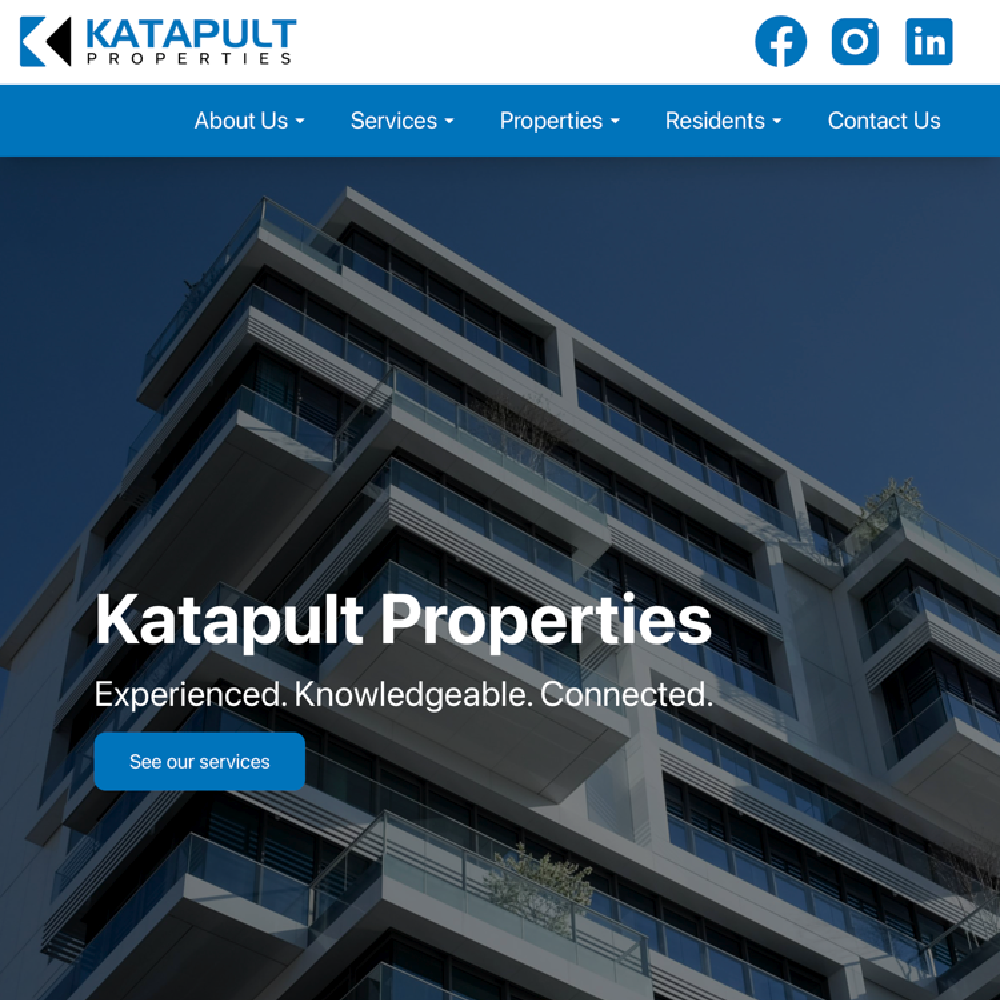 KATAPULT
PROPERTIES
About Us Services Properties Residents Contact Us
Katapult Properties
Experienced. Knowledgeable. Connected.
See our services